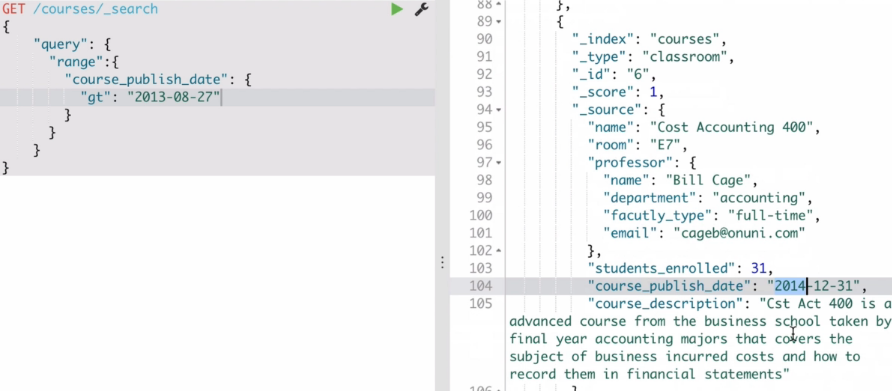 GET /courses/_search
{
"query": {
"range":{
"course_publish_date": {
"gt": "2013-08-27"
}
}
}
}
88 },
89 {
90 "_index": "courses",
91 "_type": "classroom",
92 "_id": "6",
93 "_score": 1,
94 "_source": {
95 "name": "Cost Accounting 400",
96 "room": "E7",
97 "professor": {
98 "name": "Bill Cage",
99 "department": "accounting",
100 "facutly_type": "full-time",
101 "email": "cageb@onuni.com"
102 },
103 "students_enrolled": 31,
104 "course_publish_date": "2014-12-31",
105 "course_description": "Cst Act 400 is a
advanced course from the business school taken by
final year accounting majors that covers the
subject of business incurred costs and how to
record them in financial statements"
106 }